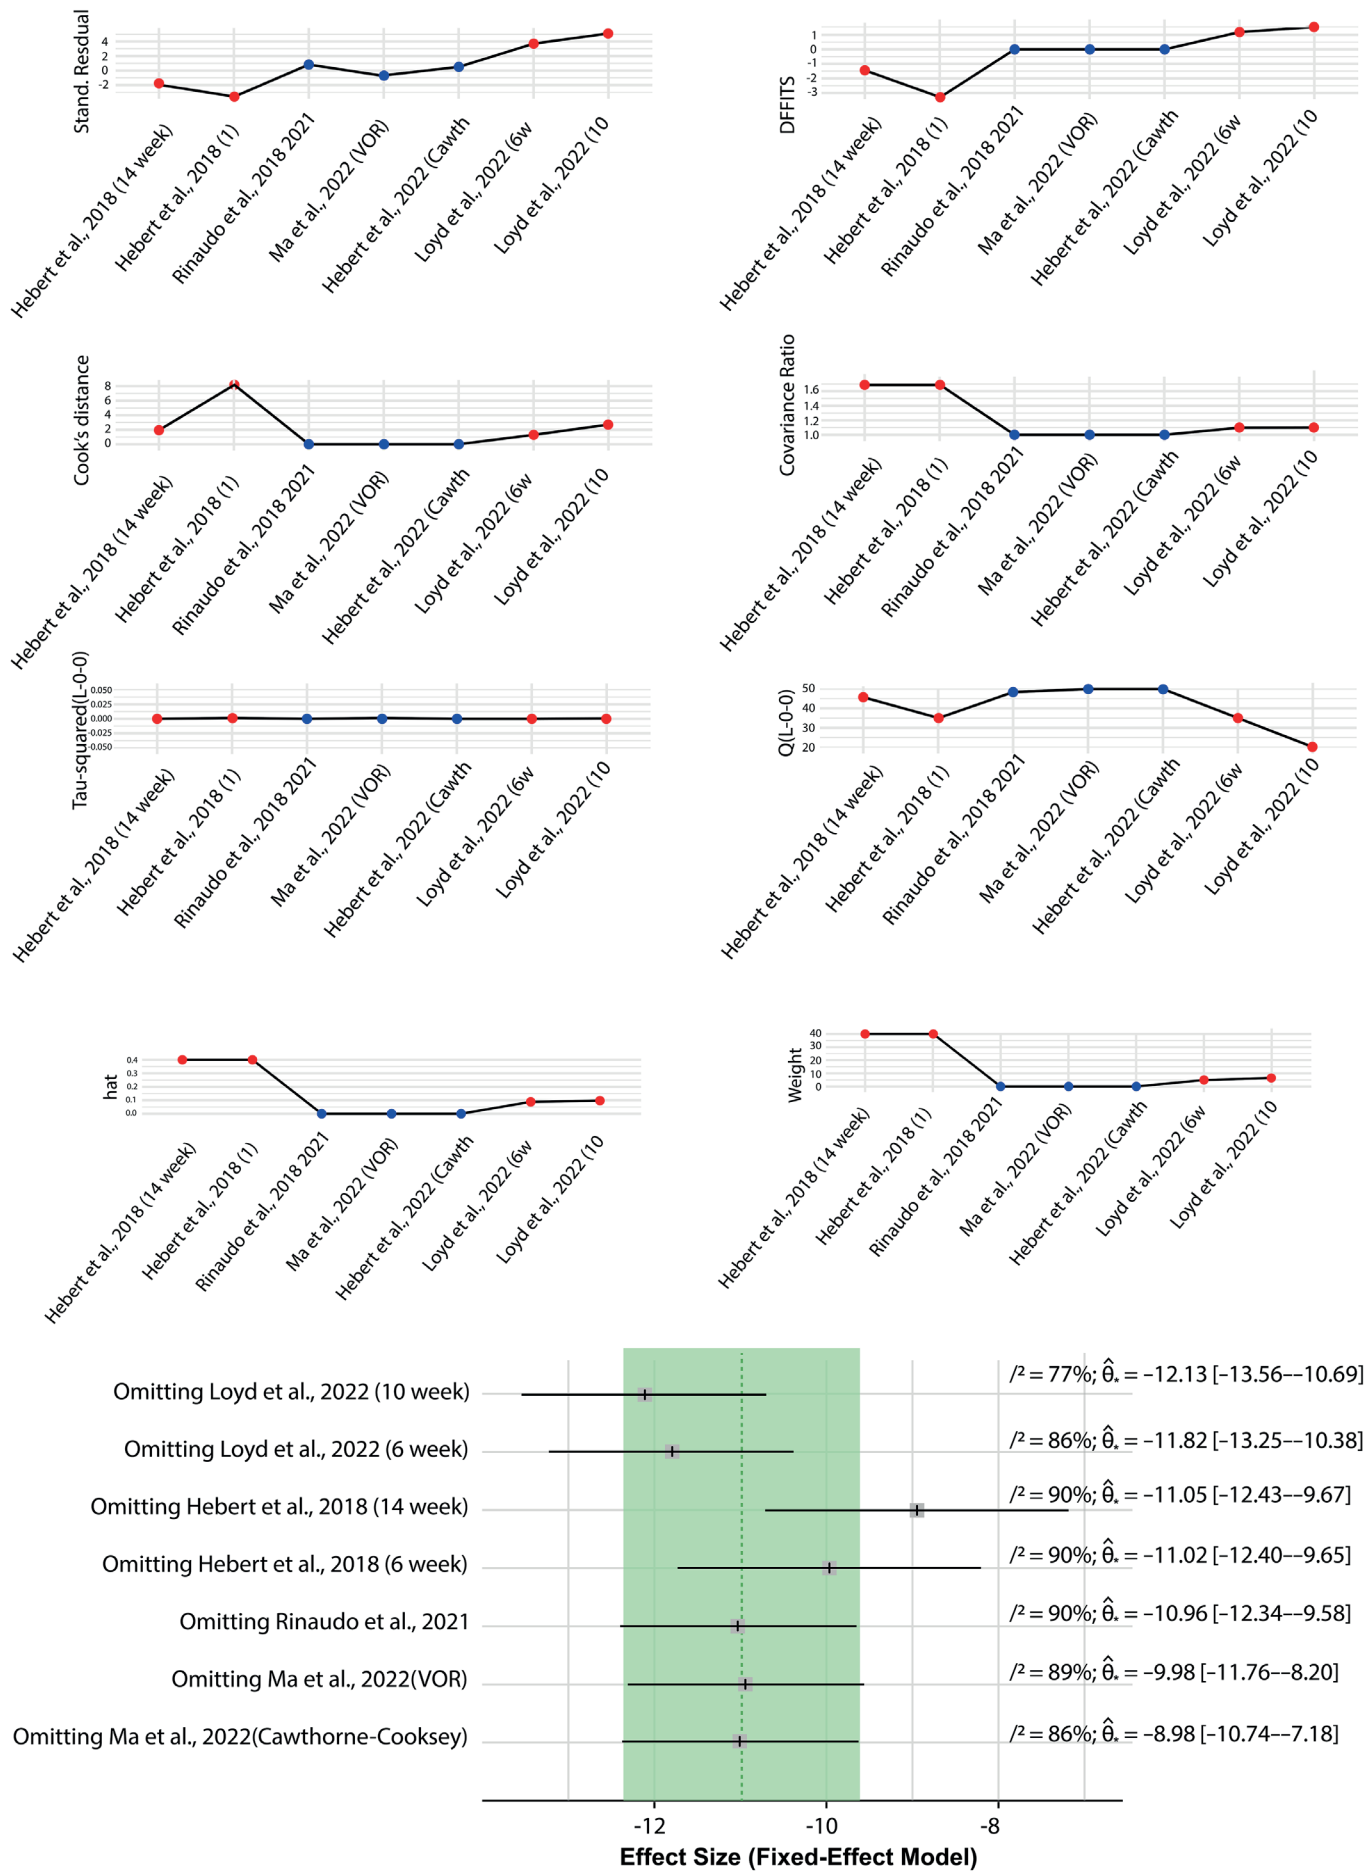 Stand. Resdual
4
2
0
-2
Hebert et al., 2018 (14 week)
Hebert et al., 2018 (1)
Rinaudo et al., 2018 2021
Ma et al., 2022 (VOR)
Hebert et al., 2022 (Cawth
Loyd et al., 2022 (6w
Loyd et al., 2022 (10
DFFITS
1
0
-1
-2
-3
Hebert et al., 2018 (14 week)
Hebert et al., 2018 (1)
Rinaudo et al., 2018 2021
Ma et al., 2022 (VOR)
Hebert et al., 2022 (Cawth
Loyd et al., 2022 (6w
Loyd et al., 2022 (10
Cook's distance
8
6
4
2
0
Hebert et al., 2018 (14 week)
Hebert et al., 2018 (1)
Rinaudo et al., 2018 2021
Ma et al., 2022 (VOR)
Hebert et al., 2022 (Cawth
Loyd et al., 2022 (6w
Loyd et al., 2022 (10
Covariance Ratio
1.6
1.4
1.2
1.0
Hebert et al., 2018 (14 week)
Hebert et al., 2018 (1)
Rinaudo et al., 2018 2021
Ma et al., 2022 (VOR)
Hebert et al., 2022 (Cawth
Loyd et al., 2022 (6w
Loyd et al., 2022 (10
Tau-squared(L-0-0)
0.050
0.025
0.000
-0.025
-0.050
Hebert et al., 2018 (14 week)
Hebert et al., 2018 (1)
Rinaudo et al., 2018 2021
Ma et al., 2022 (VOR)
Hebert et al., 2022 (Cawth
Loyd et al., 2022 (6w
Loyd et al., 2022 (10
Q(L-0-0)
50
40
30
20
Hebert et al., 2018 (14 week)
Hebert et al., 2018 (1)
Rinaudo et al., 2018 2021
Ma et al., 2022 (VOR)
Hebert et al., 2022 (Cawth
Loyd et al., 2022 (6w
Loyd et al., 2022 (10
hat
0.4
0.3
0.2
0.1
0.0
Hebert et al., 2018 (14 week)
Hebert et al., 2018 (1)
Rinaudo et al., 2018 2021
Ma et al., 2022 (VOR)
Hebert et al., 2022 (Cawth
Loyd et al., 2022 (6w
Loyd et al., 2022 (10
Weight
40
30
20
10
0
Hebert et al., 2018 (14 week)
Hebert et al., 2018 (1)
Rinaudo et al., 2018 2021
Ma et al., 2022 (VOR)
Hebert et al., 2022 (Cawth
Loyd et al., 2022 (6w
Loyd et al., 2022 (10
Omitting Loyd et al., 2022 (10 week) I² = 77%; θ̂* = –12.13 [–13.56––10.69]
Omitting Loyd et al., 2022 (6 week) I² = 86%; θ̂* = –11.82 [–13.25––10.38]
Omitting Hebert et al., 2018 (14 week) I² = 90%; θ̂* = –11.05 [–12.43––9.67]
Omitting Hebert et al., 2018 (6 week) I² = 90%; θ̂* = –11.02 [–12.40––9.65]
Omitting Rinaudo et al., 2021 I² = 90%; θ̂* = –10.96 [–12.34––9.58]
Omitting Ma et al., 2022(VOR) I² = 89%; θ̂* = –9.98 [–11.76––8.20]
Omitting Ma et al., 2022(Cawthorne-Cooksey) I² = 86%; θ̂* = –8.98 [–10.74––7.18]
-12 -10 -8
Effect Size (Fixed-Effect Model)